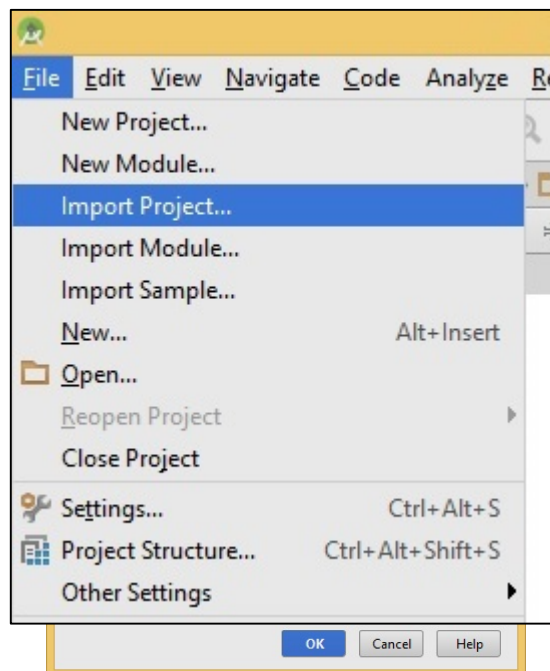 File Edit View Navigate Code Analyze Re
New Project...
New Module...
Import Project...
Import Module...
Import Sample...
New... Alt+Insert
Open...
Reopen Project
Close Project
Settings... Ctrl+Alt+S
Project Structure... Ctrl+Alt+Shift+S
Other Settings
OK Cancel Help